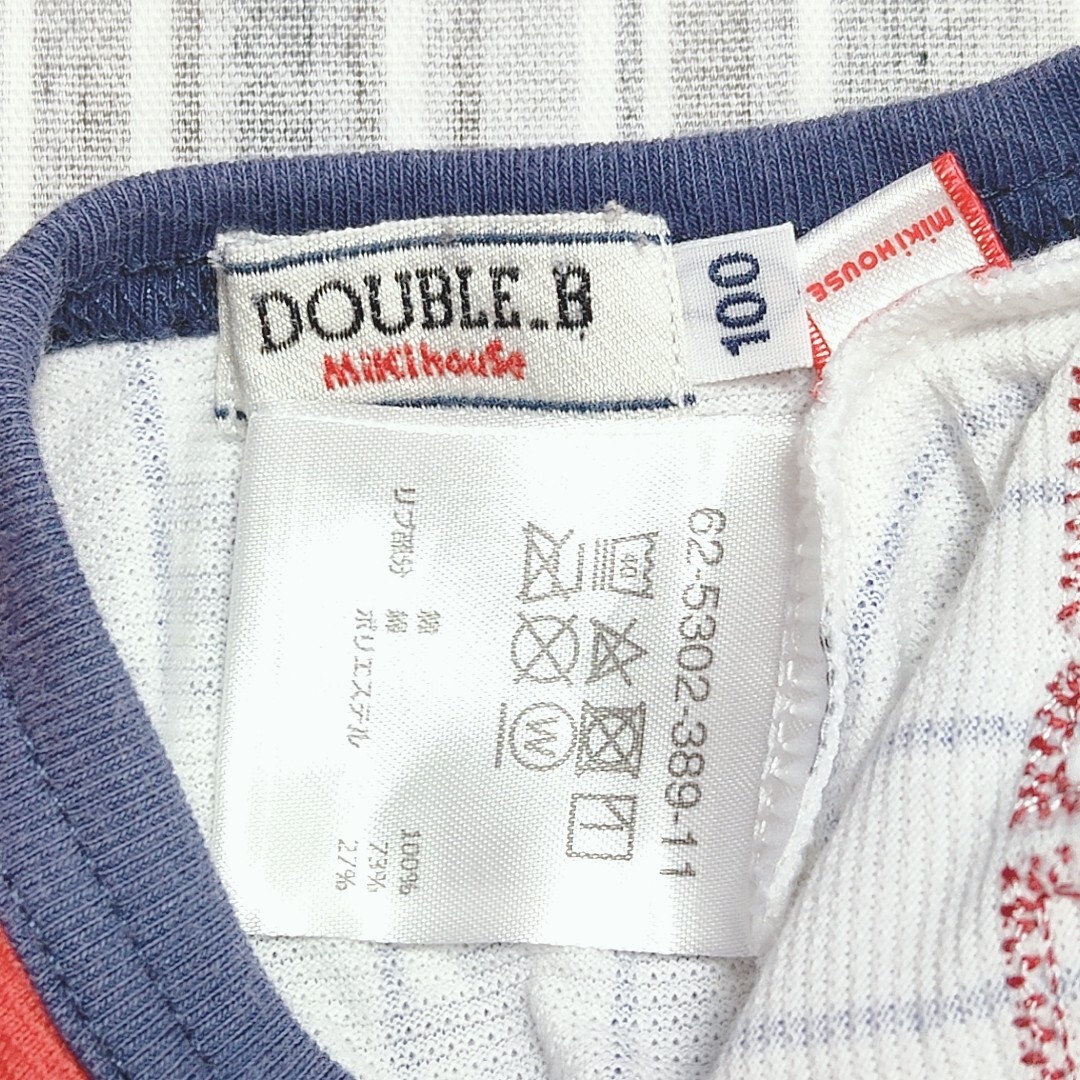 DOUBLE_B
MikiHOUSE
100
mikiHOUSE
62-5302-389-11
W
綿 100%
リブ部分 綿 73%
ポリエステル 27%